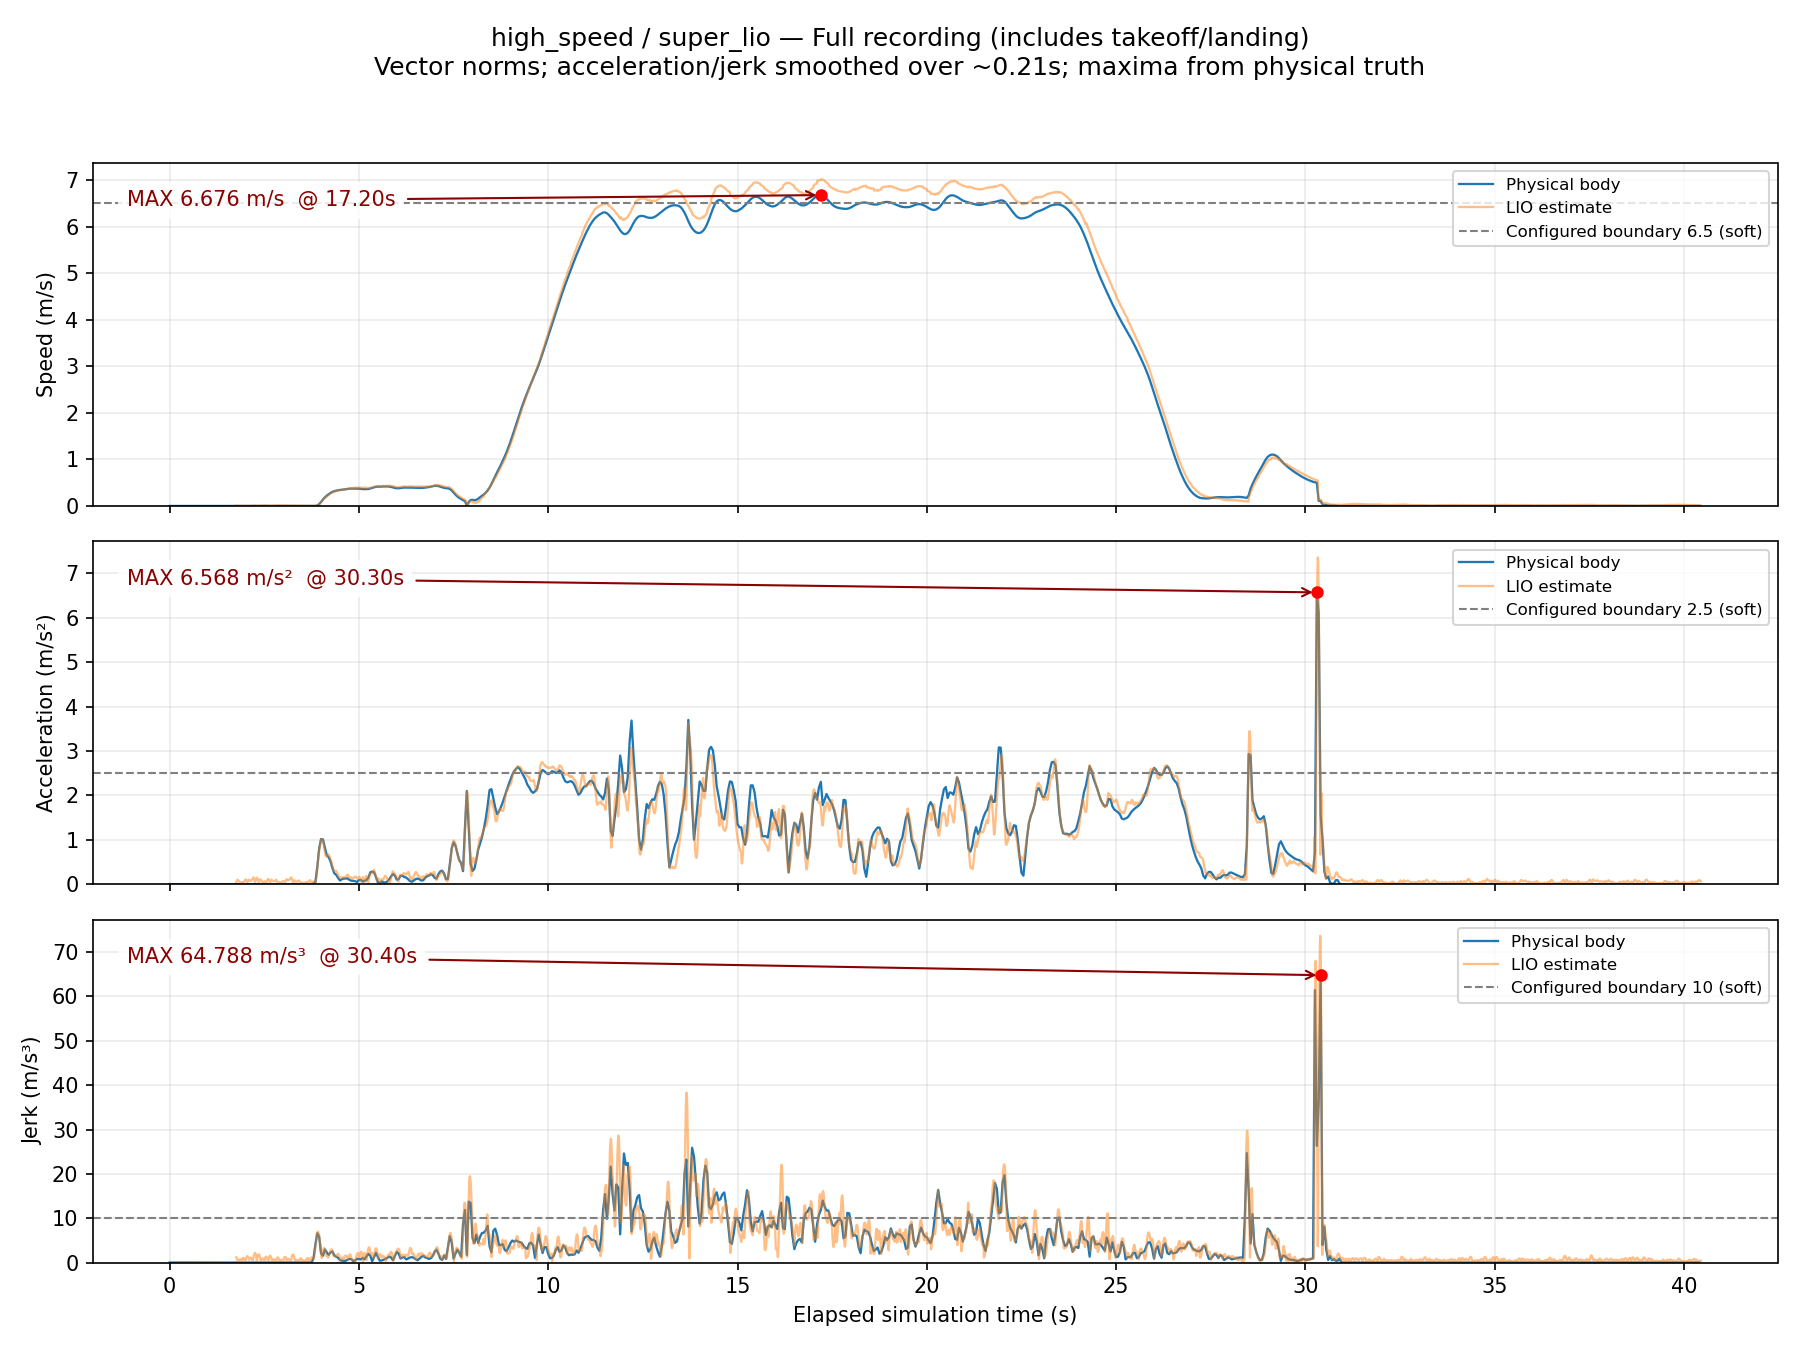 high_speed / super_lio — Full recording (includes takeoff/landing)
Vector norms; acceleration/jerk smoothed over ~0.21s; maxima from physical truth
Speed (m/s)
7
6
5
4
3
2
1
0
MAX 6.676 m/s  @ 17.20s
Physical body
LIO estimate
Configured boundary 6.5 (soft)
Acceleration (m/s²)
7
6
5
4
3
2
1
0
MAX 6.568 m/s²  @ 30.30s
Physical body
LIO estimate
Configured boundary 2.5 (soft)
Jerk (m/s³)
70
60
50
40
30
20
10
0
MAX 64.788 m/s³  @ 30.40s
Physical body
LIO estimate
Configured boundary 10 (soft)
0 5 10 15 20 25 30 35 40
Elapsed simulation time (s)